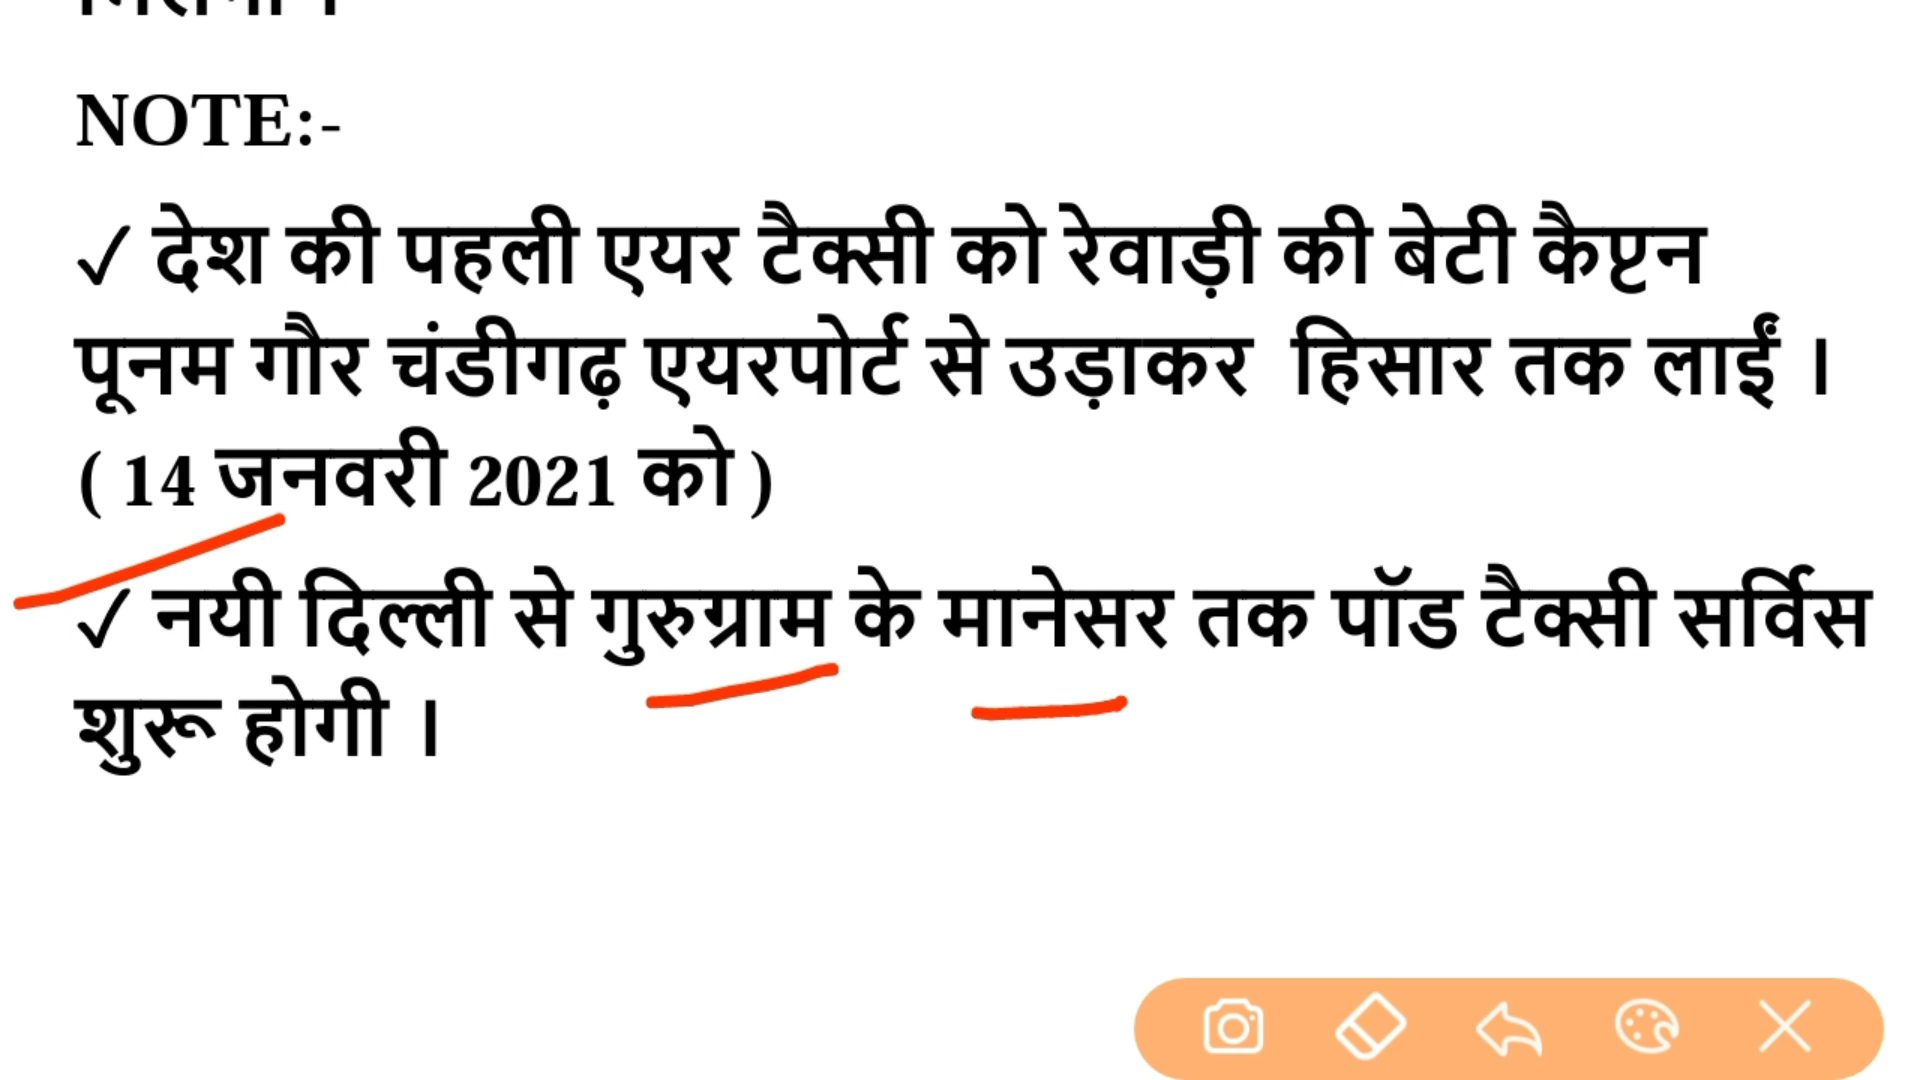 NOTE:-
✓ देश की पहली एयर टैक्सी को रेवाड़ी की बेटी कैप्टन
पूनम गौर चंडीगढ़ एयरपोर्ट से उड़ाकर हिसार तक लाईं ।
( 14 जनवरी 2021 को )
✓ नयी दिल्ली से गुरुग्राम के मानेसर तक पॉड टैक्सी सर्विस
शुरू होगी ।